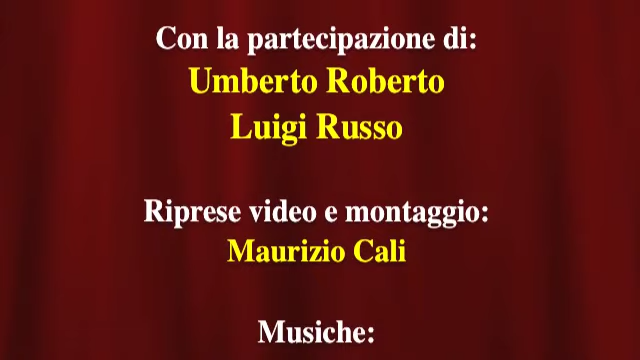 Con la partecipazione di:
Umberto Roberto
Luigi Russo
Riprese video e montaggio:
Maurizio Cali
Musiche: